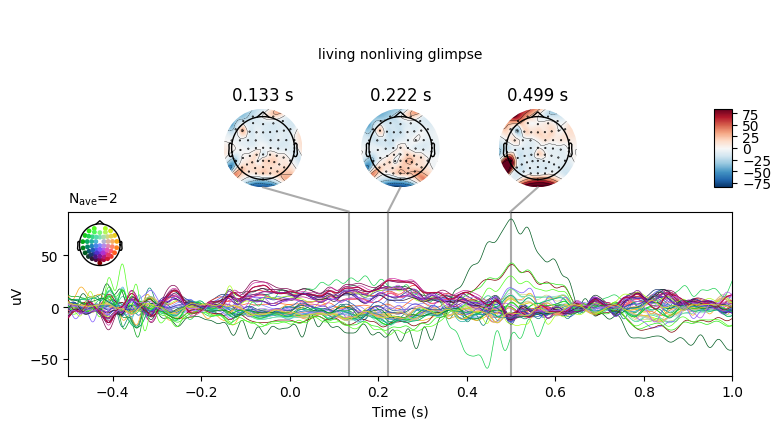 living nonliving glimpse
0.133 s 0.222 s 0.499 s
75
50
25
0
−25
−50
−75
Nave=2
50
0
−50
uV
−0.4 −0.2 0.0 0.2 0.4 0.6 0.8 1.0
Time (s)